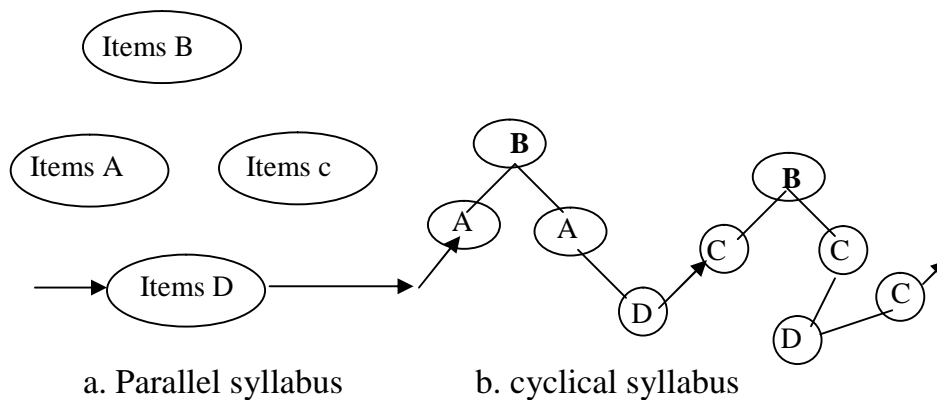 Items B
Items A
Items c
Items D
a. Parallel syllabus
B
A
A
D
C
B
C
D
C
b. cyclical syllabus